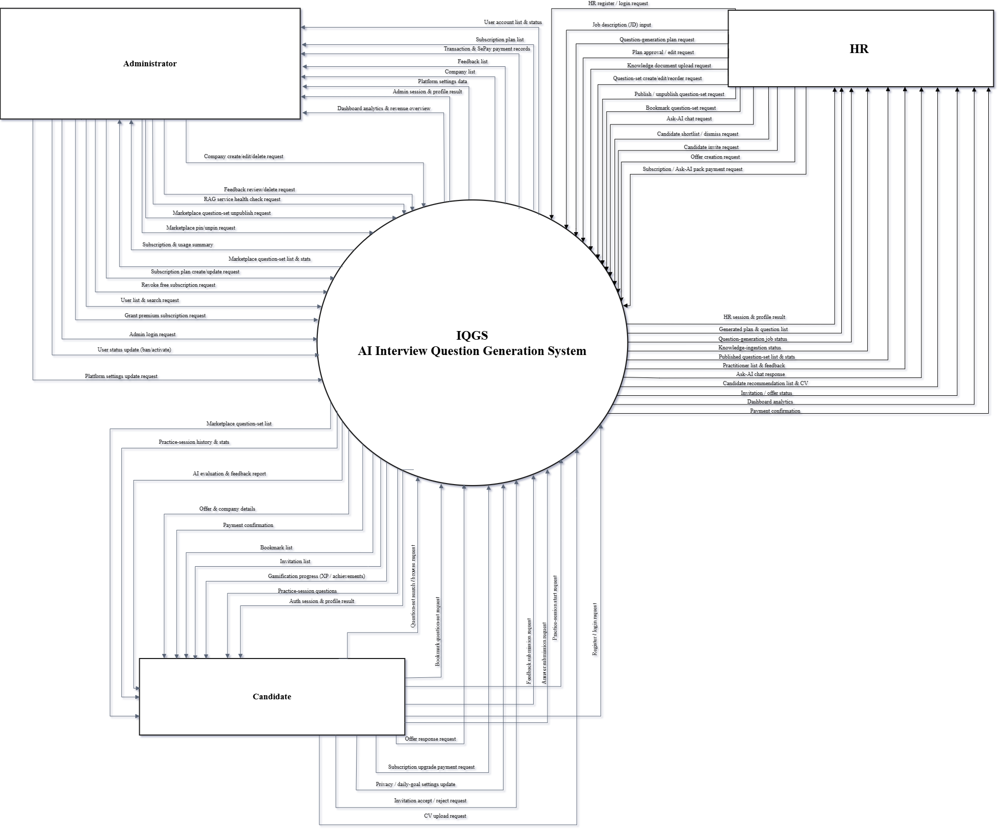 HR register / login request
User account list & status
Job description (JD) input
Subscription plan list
Question-generation plan request
Transaction & SePay payment records
Plan approval / edit request
HR
Administrator
Feedback list
Knowledge document upload request
Company list
Question-set create/edit/reorder request
Platform settings data
Admin session & profile result
Publish / unpublish question-set request
Dashboard analytics & revenue overview
Bookmark question-set request
Ask-AI chat request
Candidate shortlist / dismiss request
Candidate invite request
Company create/edit/delete request
Offer creation request
Subscription / Ask-AI pack payment request
Feedback review/delete request
RAG service health check request
Marketplace question-set unpublish request
Marketplace pin/unpin request
Subscription & usage summary
Marketplace question-set list & stats
Subscription plan create/update request
Revoke free subscription request
User list & search request
Grant premium subscription request
HR session & profile result
Generated plan & question list
Admin login request
IQGS
AI Interview Question Generation System
Question-generation job status
Knowledge-ingestion status
User status update (ban/activate)
Published question-set list & stats
Practitioner list & feedback
Platform settings update request
Ask-AI chat response
Candidate recommendation list & CV
Invitation / offer status
Dashboard analytics
Payment confirmation
Marketplace question-set list
Practice-session history & stats
AI evaluation & feedback report
Offer & company details
Payment confirmation
Bookmark list
Invitation list
Gamification progress (XP / achievements)
Practice-session questions
Auth session & profile result
Question-set search / browse request
Bookmark question-set request
Feedback submission request
Answer submission request
Practice-session start request
Register / login request
Candidate
Offer response request
Subscription upgrade payment request
Privacy / daily-goal settings update
Invitation accept / reject request
CV upload request